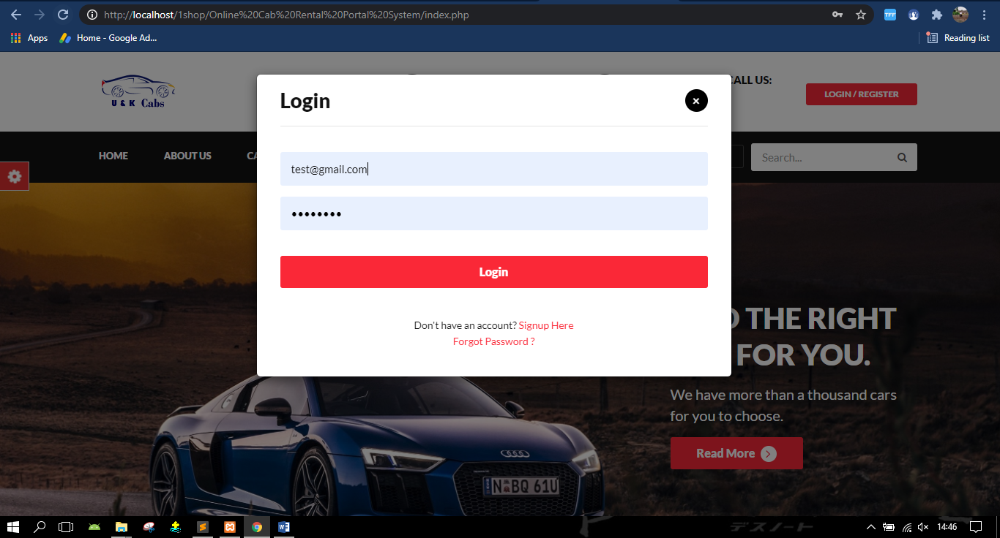 http://localhost/1shop/Online%20Cab%20Rental%20Portal%20System/index.php
TFF
Apps
Home - Google Ad...
Reading list
U & K Cabs
CALL US:
LOGIN / REGISTER
Login
×
HOME
ABOUT US
CA
Search...
test@gmail.com
••••••••
Login
Don't have an account? Signup Here
Forgot Password ?
THE RIGHT
FOR YOU.
We have more than a thousand cars
for you to choose.
Read More
N BQ 61U
デスノート
14:46